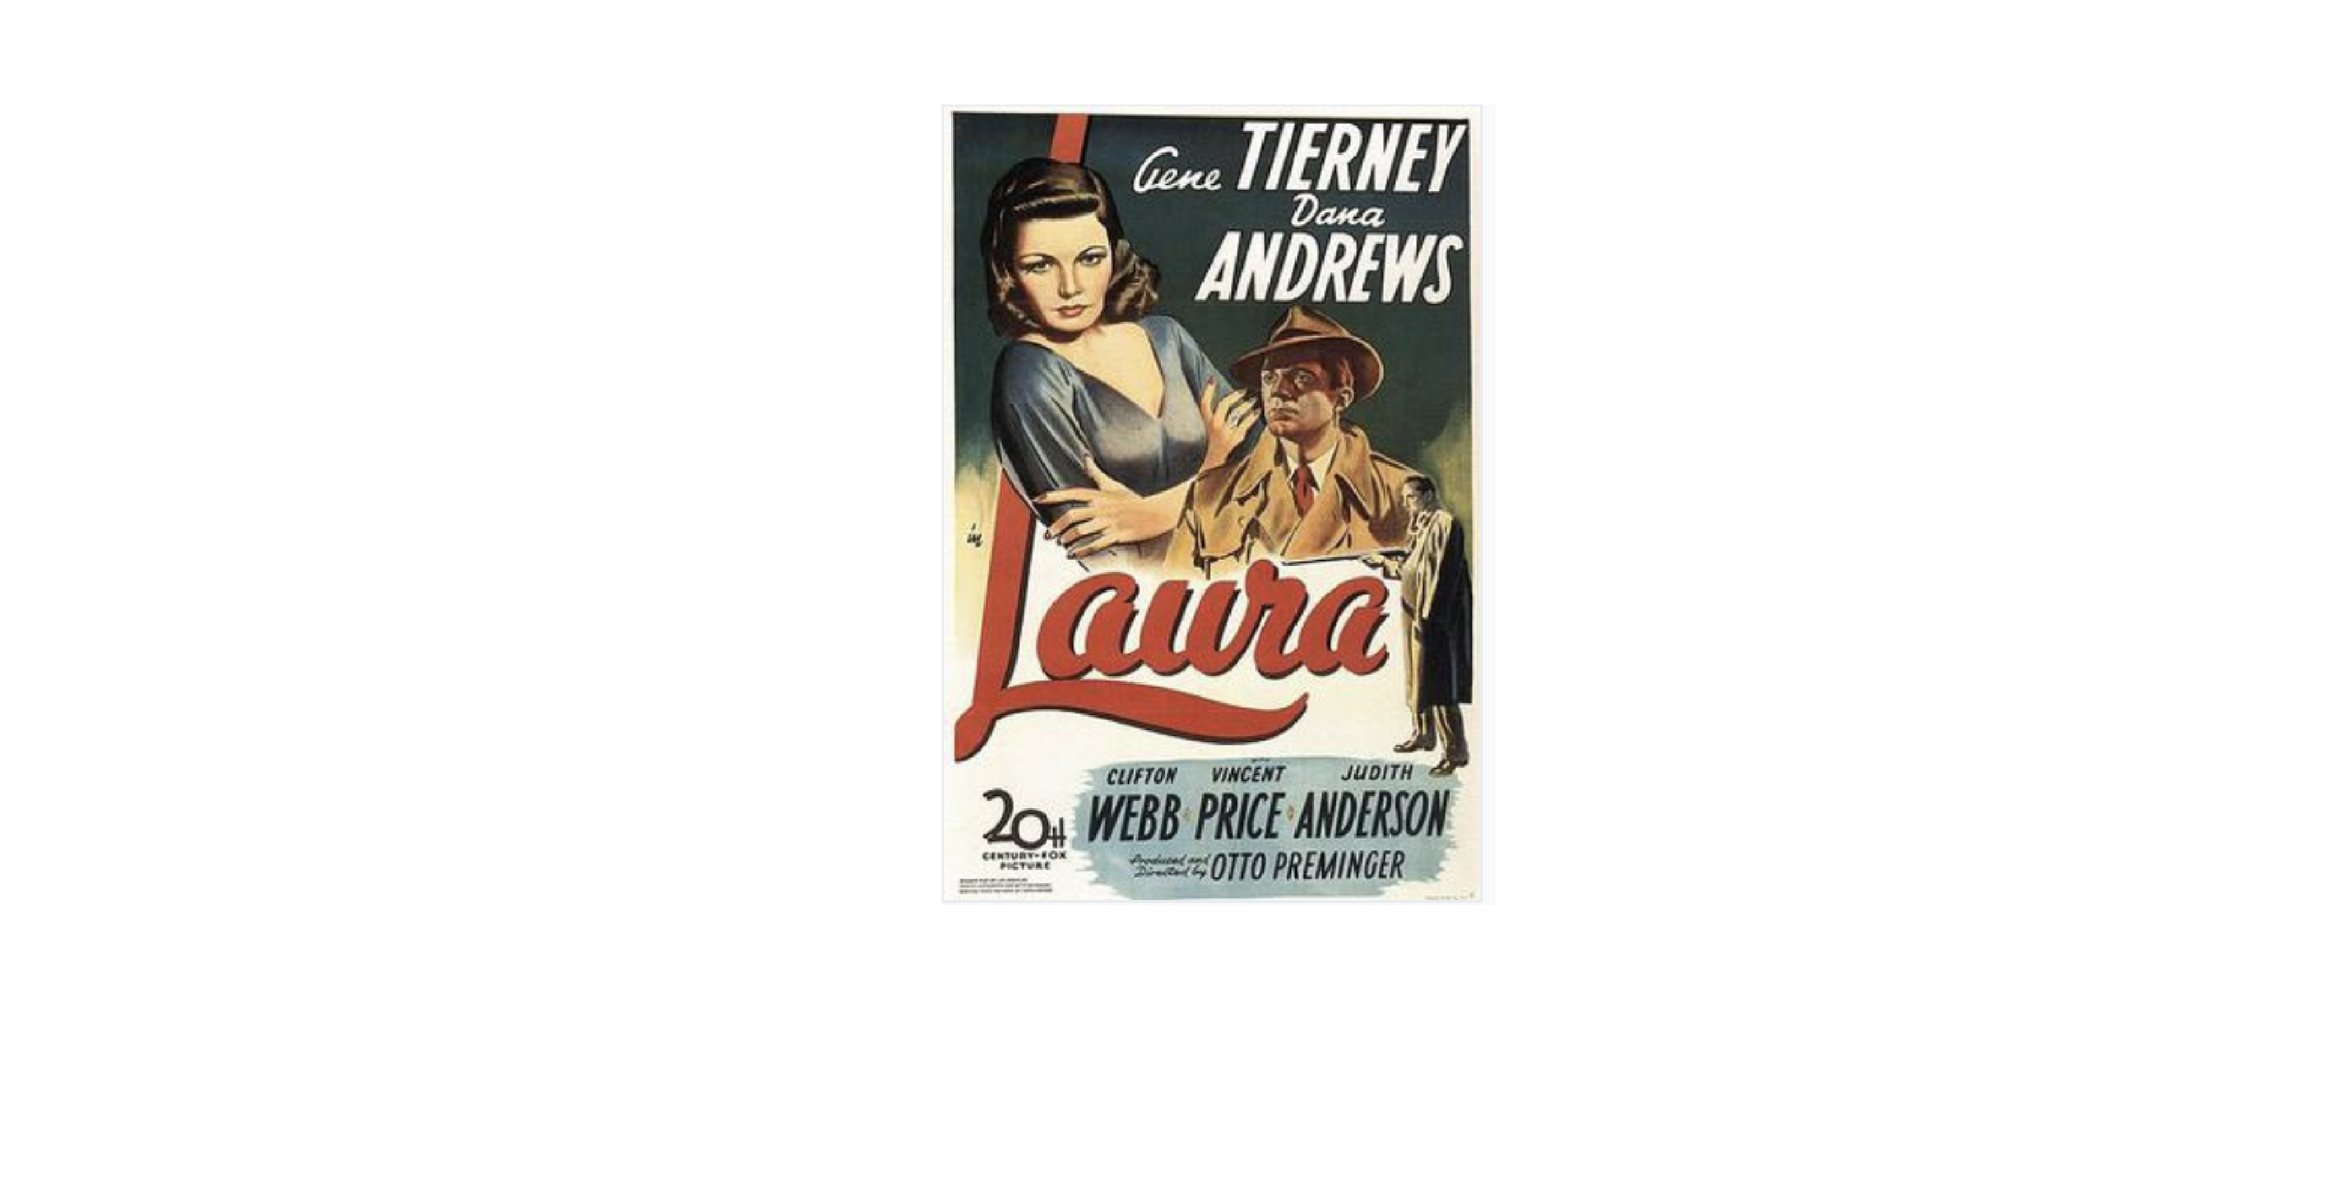 Gene TIERNEY
Dana
ANDREWS
Laura
CLIFTON VINCENT JUDITH
WEBB · PRICE · ANDERSON
Produced and
Directed by OTTO PREMINGER
20TH
CENTURY-FOX
PICTURE